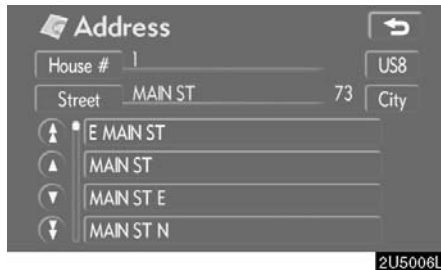 Address
House # 1 US8
Street MAIN ST 73 City
E MAIN ST
MAIN ST
MAIN ST E
MAIN ST N
2U5006L